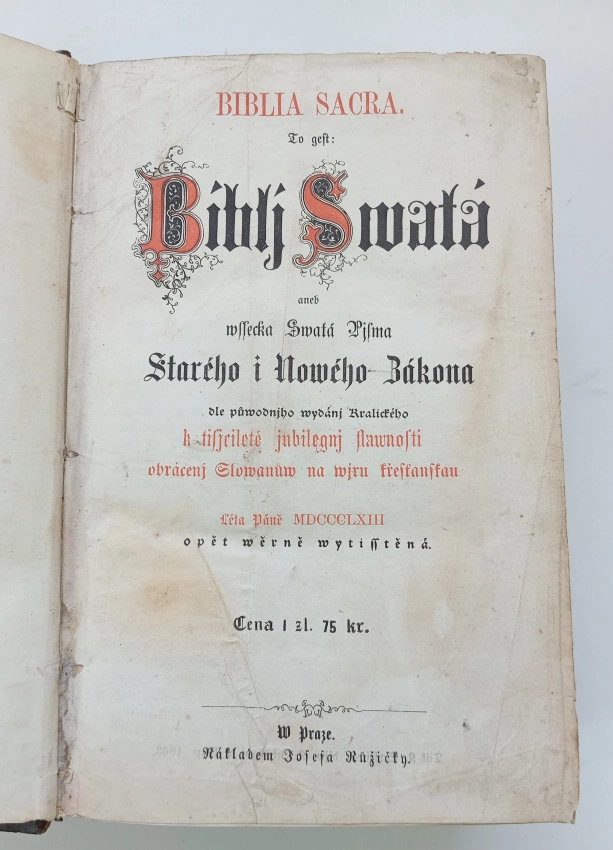 BIBLIA SACRA.
To gest:
Biblj Swatá
aneb
wssecka Swatá Pjsma
Starého i Nowého Zákona
dle půwodnjho wydánj Kralického
k tisjcileté jubilegnj slawnosti
obrácenj Slowanůw na wjru křesťanskau
Léta Páně MDCCCLXIII
opět wěrně wytisstěná.
Cena 1 zl. 75 kr.
W Praze.
Nákladem Josefa Růžičky.